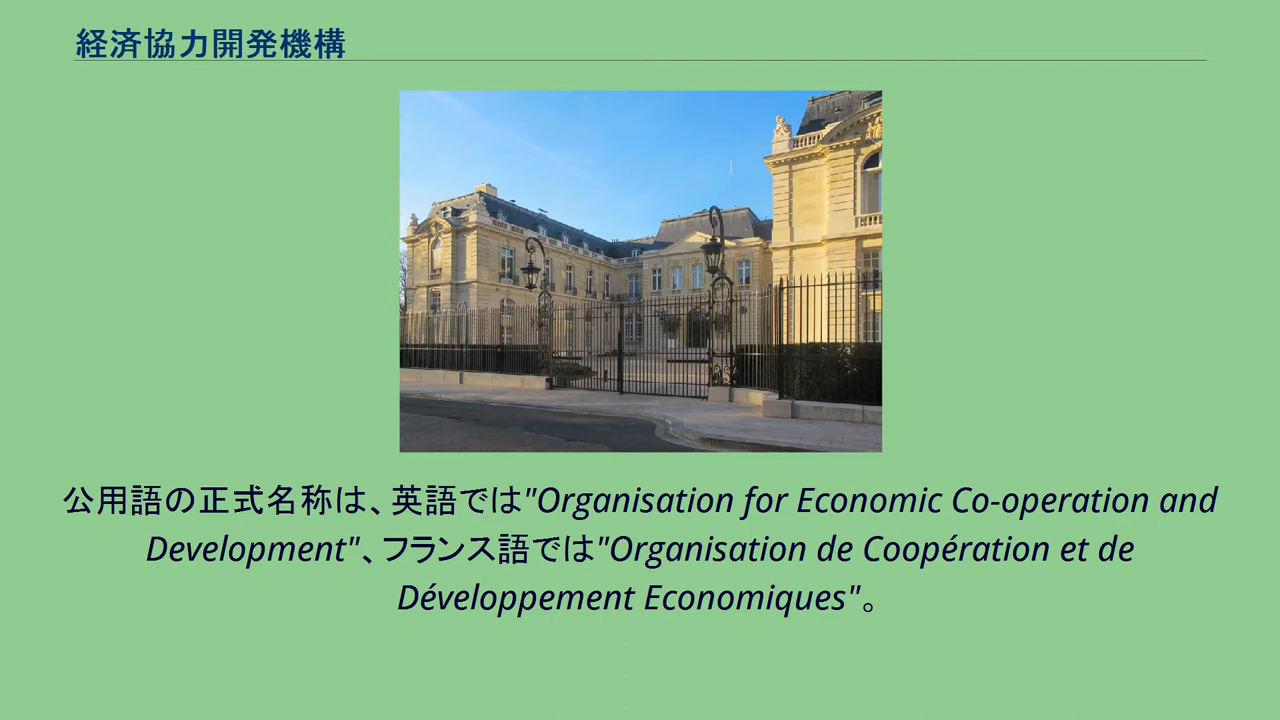 経済協力開発機構
公用語の正式名称は、英語では"Organisation for Economic Co-operation and
Development"、フランス語では"Organisation de Coopération et de
Développement Economiques"。